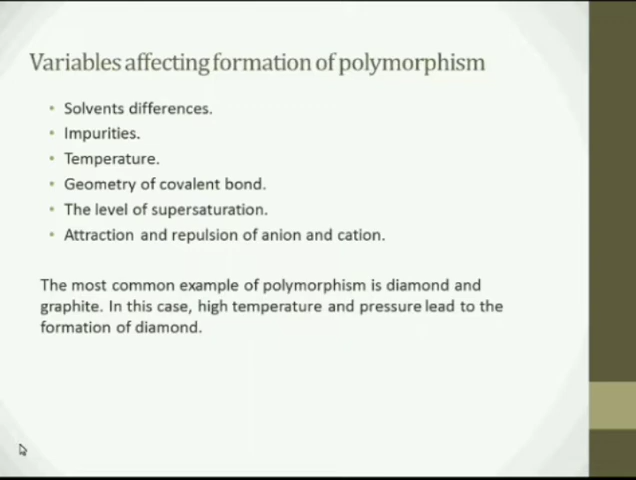 Variables affecting formation of polymorphism
• Solvents differences.
• Impurities.
• Temperature.
• Geometry of covalent bond.
• The level of supersaturation.
• Attraction and repulsion of anion and cation.
The most common example of polymorphism is diamond and
graphite. In this case, high temperature and pressure lead to the
formation of diamond.